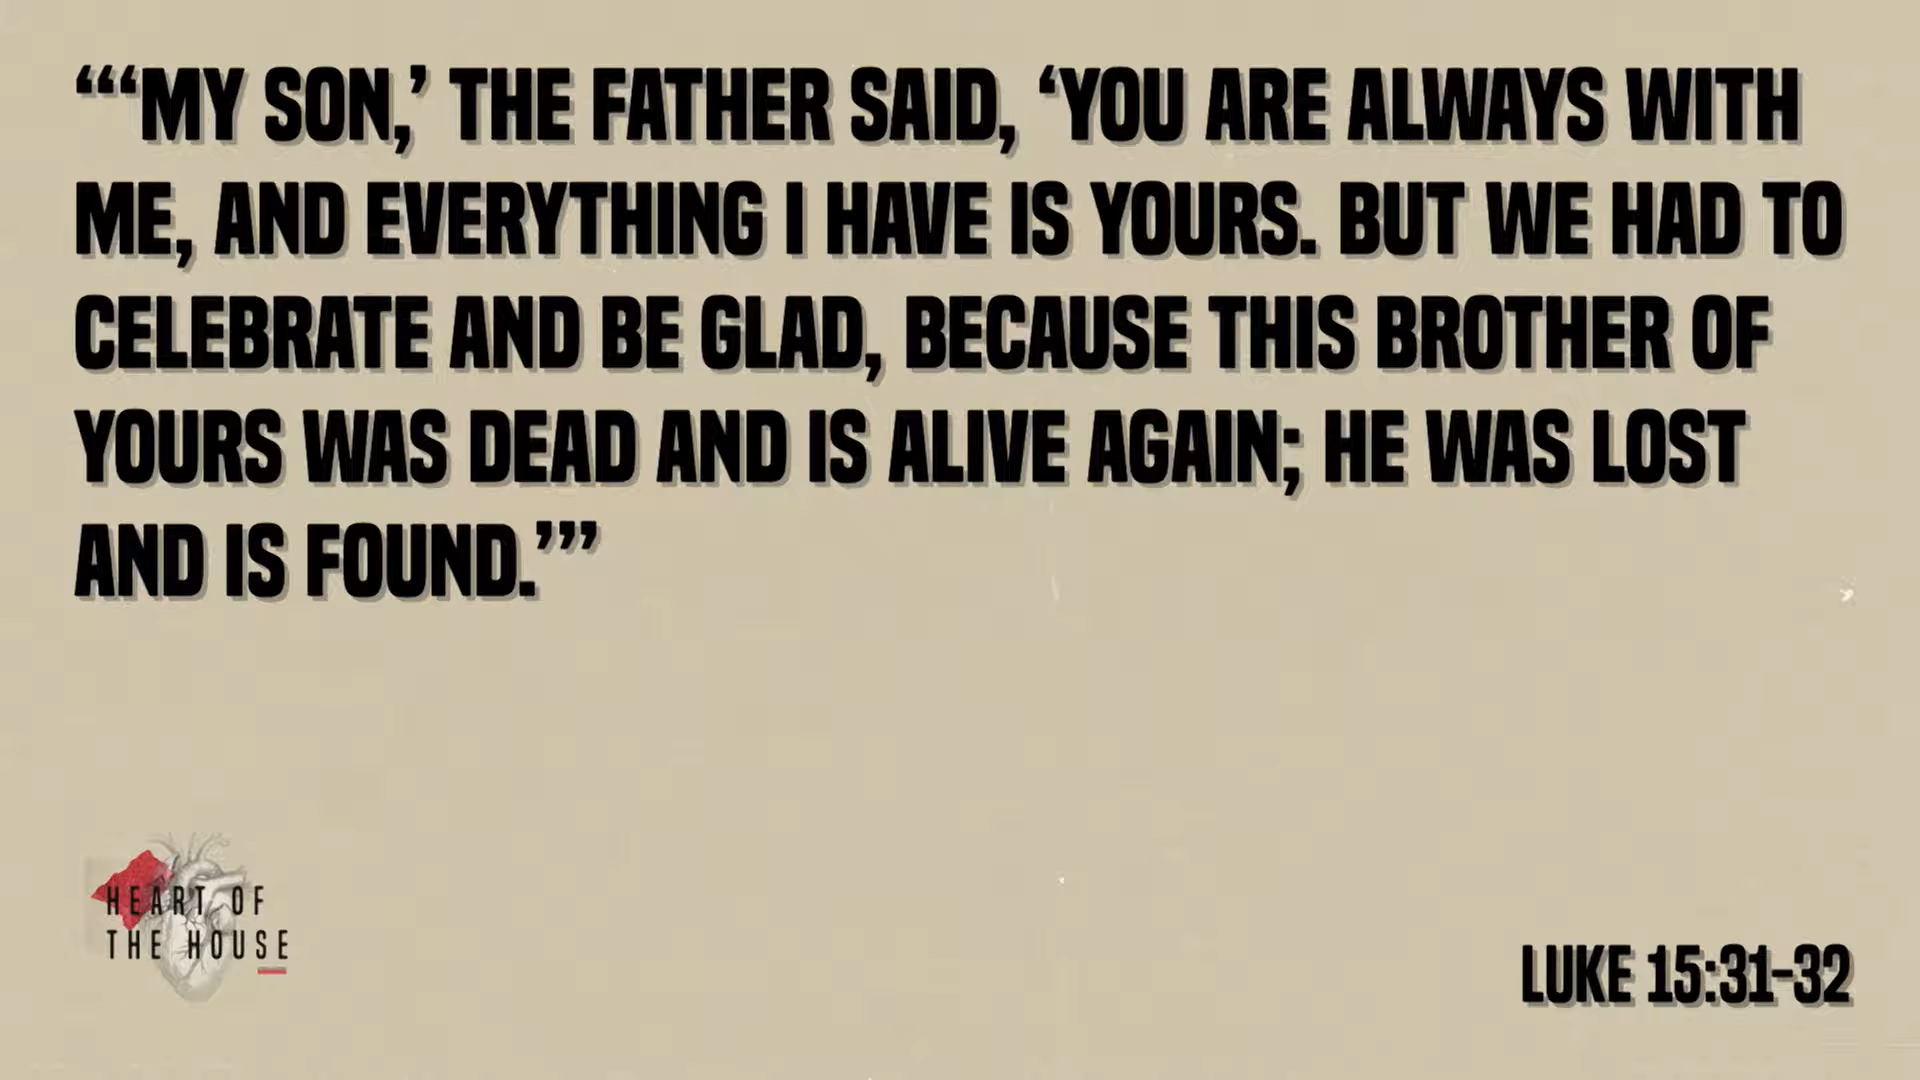 “‘MY SON,’ THE FATHER SAID, ‘YOU ARE ALWAYS WITH
ME, AND EVERYTHING I HAVE IS YOURS. BUT WE HAD TO
CELEBRATE AND BE GLAD, BECAUSE THIS BROTHER OF
YOURS WAS DEAD AND IS ALIVE AGAIN; HE WAS LOST
AND IS FOUND.’”
HEART OF
THE HOUSE
LUKE 15:31-32